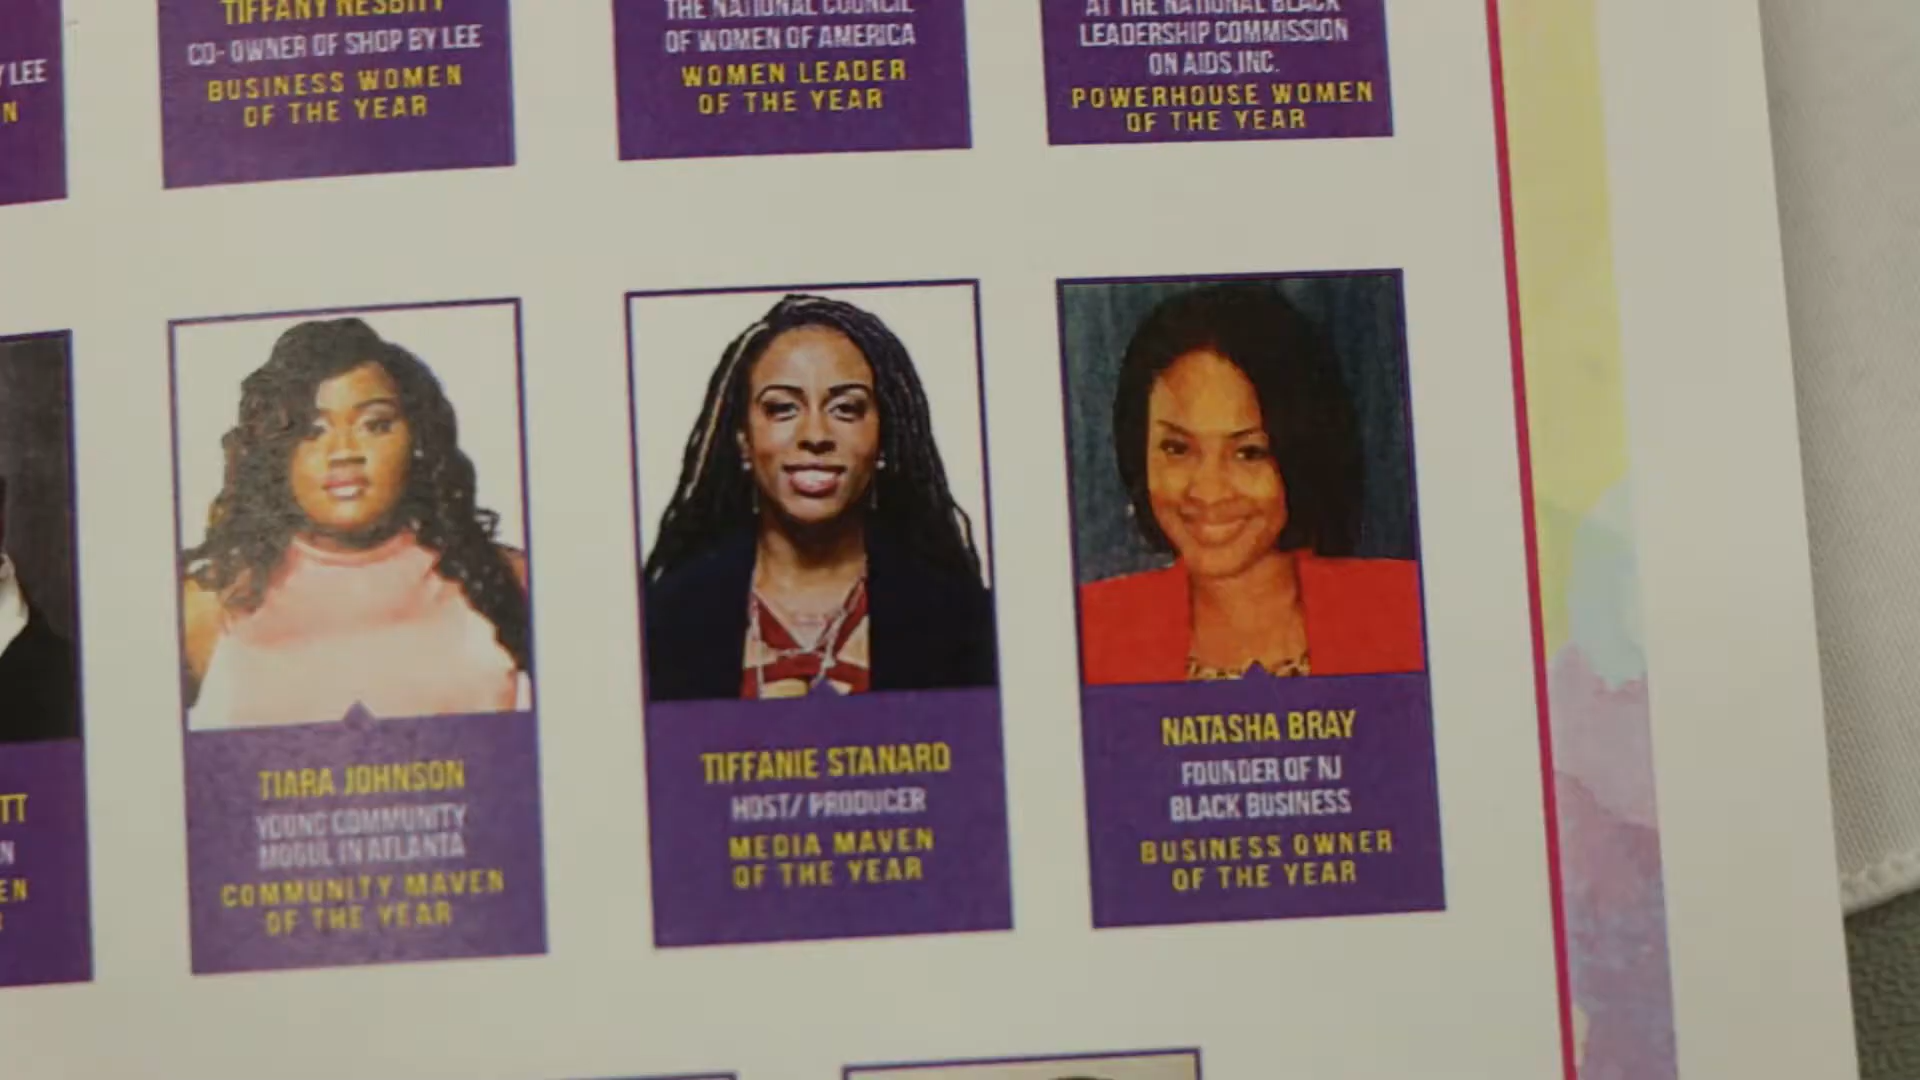 Y LEE
N
TIFFANY NESBITT
CO- OWNER OF SHOP BY LEE
BUSINESS WOMEN
OF THE YEAR
THE NATIONAL COUNCIL
OF WOMEN OF AMERICA
WOMEN LEADER
OF THE YEAR
AT THE NATIONAL BLACK
LEADERSHIP COMMISSION
ON AIDS,INC.
POWERHOUSE WOMEN
OF THE YEAR
TT
N
EN
TIARA JOHNSON
YOUNG COMMUNITY
MOGUL IN ATLANTA
COMMUNITY MAVEN
OF THE YEAR
TIFFANIE STANARD
HOST/ PRODUCER
MEDIA MAVEN
OF THE YEAR
NATASHA BRAY
FOUNDER OF NJ
BLACK BUSINESS
BUSINESS OWNER
OF THE YEAR